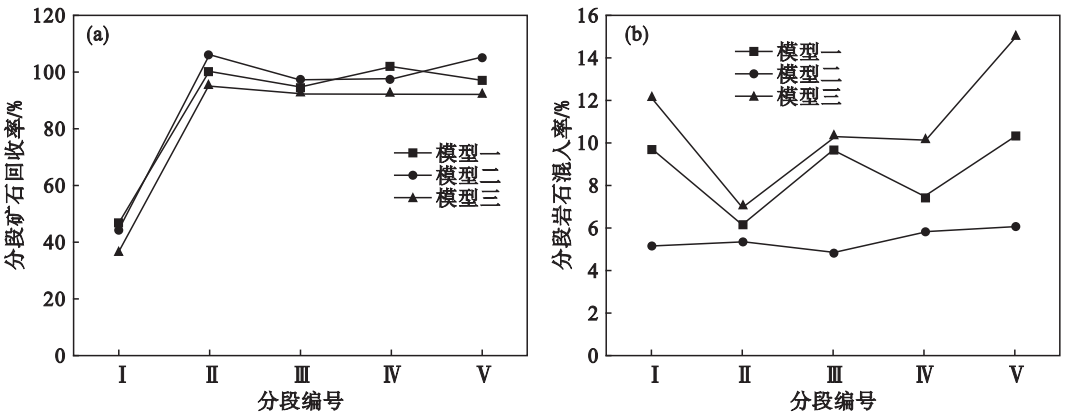 (a)
120
100
80
60
40
20
0
分段矿石回收率/%
模型一
模型二
模型三
Ⅰ Ⅱ Ⅲ Ⅳ Ⅴ
分段编号
(b)
16
14
12
10
8
6
4
2
0
分段岩石混入率/%
模型一
模型二
模型三
Ⅰ Ⅱ Ⅲ Ⅳ Ⅴ
分段编号